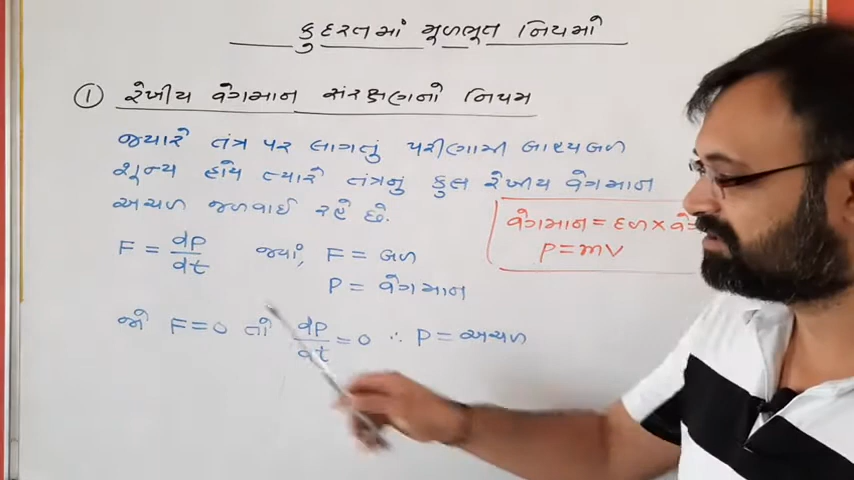 કુદરતમાં મૂળભૂત નિયમો
① રેખીય વેગમાન સંરક્ષણનો નિયમ
જ્યારે તંત્ર પર લાગતું પરીણામી બાહ્યબળ
શૂન્ય હોય ત્યારે તંત્રનું કુલ રેખીય વેગમાન
અચળ જળવાઈ રહે છે.
વેગમાન = દળ × વે
P = mv
F = dp/dt જ્યાં, F = બળ
P = વેગમાન
જો F = 0 તો dp/dt = 0 ∴ P = અચળ